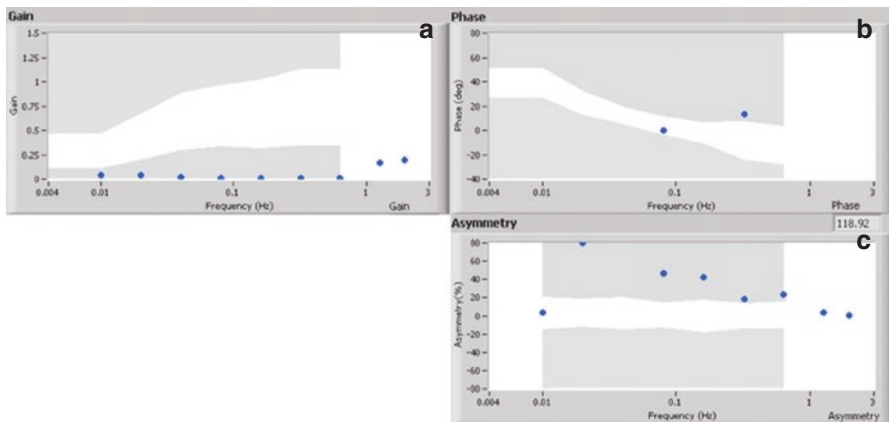 Gain
a
1.5
1.25
1
0.75
0.5
0.25
0
Gain
0.004
0.01
0.1
1
3
Frequency (Hz)
Gain
Phase
b
80
60
40
20
0
-20
-40
Phase (deg)
0.004
0.01
0.1
1
3
Frequency (Hz)
Phase
Asymmetry
118.92
c
80
60
40
20
0
-20
-40
-60
-80
Asymmetry(%)
0.004
0.01
0.1
1
3
Frequency (Hz)
Asymmetry